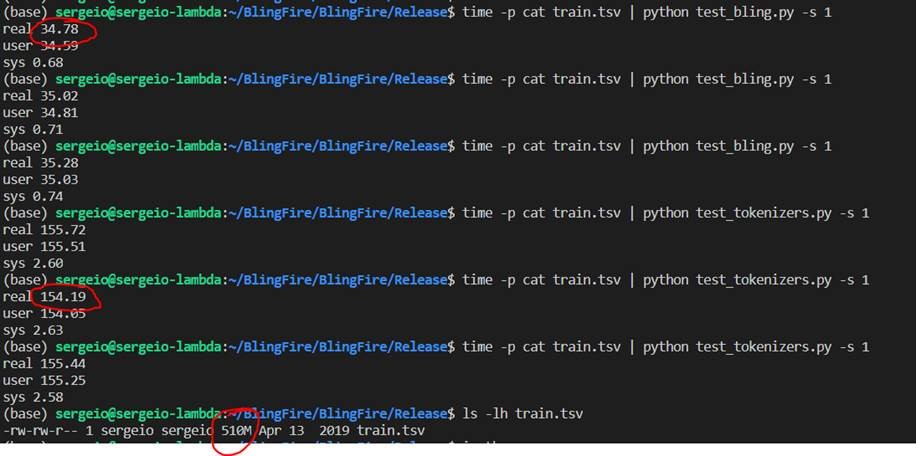 (base) sergeio@sergeio-lambda:~/BlingFire/BlingFire/Release$ time -p cat train.tsv | python test_bling.py -s 1
real 34.78
user 34.59
sys 0.68
(base) sergeio@sergeio-lambda:~/BlingFire/BlingFire/Release$ time -p cat train.tsv | python test_bling.py -s 1
real 35.02
user 34.81
sys 0.71
(base) sergeio@sergeio-lambda:~/BlingFire/BlingFire/Release$ time -p cat train.tsv | python test_bling.py -s 1
real 35.28
user 35.03
sys 0.74
(base) sergeio@sergeio-lambda:~/BlingFire/BlingFire/Release$ time -p cat train.tsv | python test_tokenizers.py -s 1
real 155.72
user 155.51
sys 2.60
(base) sergeio@sergeio-lambda:~/BlingFire/BlingFire/Release$ time -p cat train.tsv | python test_tokenizers.py -s 1
real 154.19
user 154.05
sys 2.63
(base) sergeio@sergeio-lambda:~/BlingFire/BlingFire/Release$ time -p cat train.tsv | python test_tokenizers.py -s 1
real 155.44
user 155.25
sys 2.58
(base) sergeio@sergeio-lambda:~/BlingFire/BlingFire/Release$ ls -lh train.tsv
-rw-rw-r-- 1 sergeio sergeio 510M Apr 13  2019 train.tsv